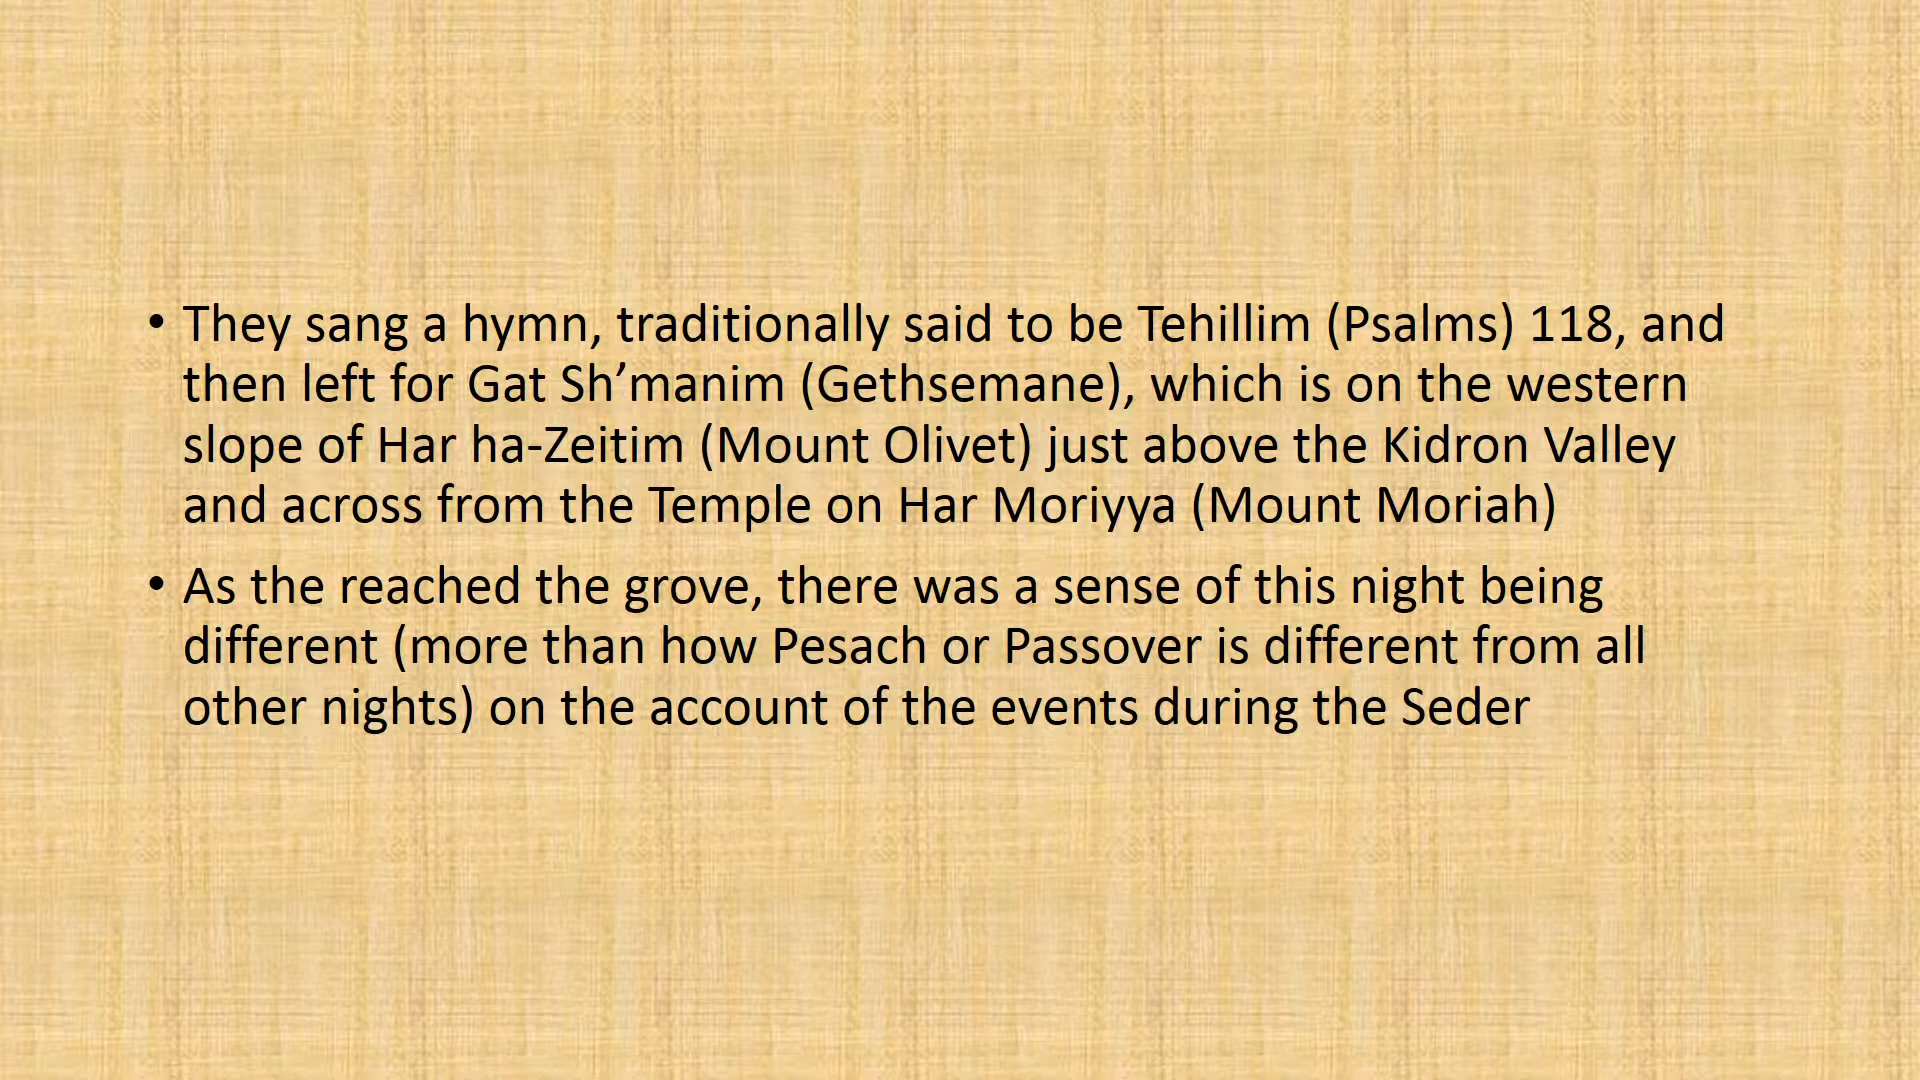 • They sang a hymn, traditionally said to be Tehillim (Psalms) 118, and
then left for Gat Sh’manim (Gethsemane), which is on the western
slope of Har ha-Zeitim (Mount Olivet) just above the Kidron Valley
and across from the Temple on Har Moriyya (Mount Moriah)
• As the reached the grove, there was a sense of this night being
different (more than how Pesach or Passover is different from all
other nights) on the account of the events during the Seder